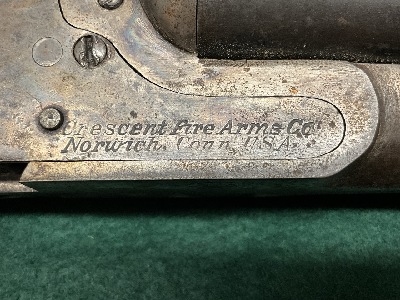 Crescent Fire Arms Co.
Norwich, Conn. U.S.A.